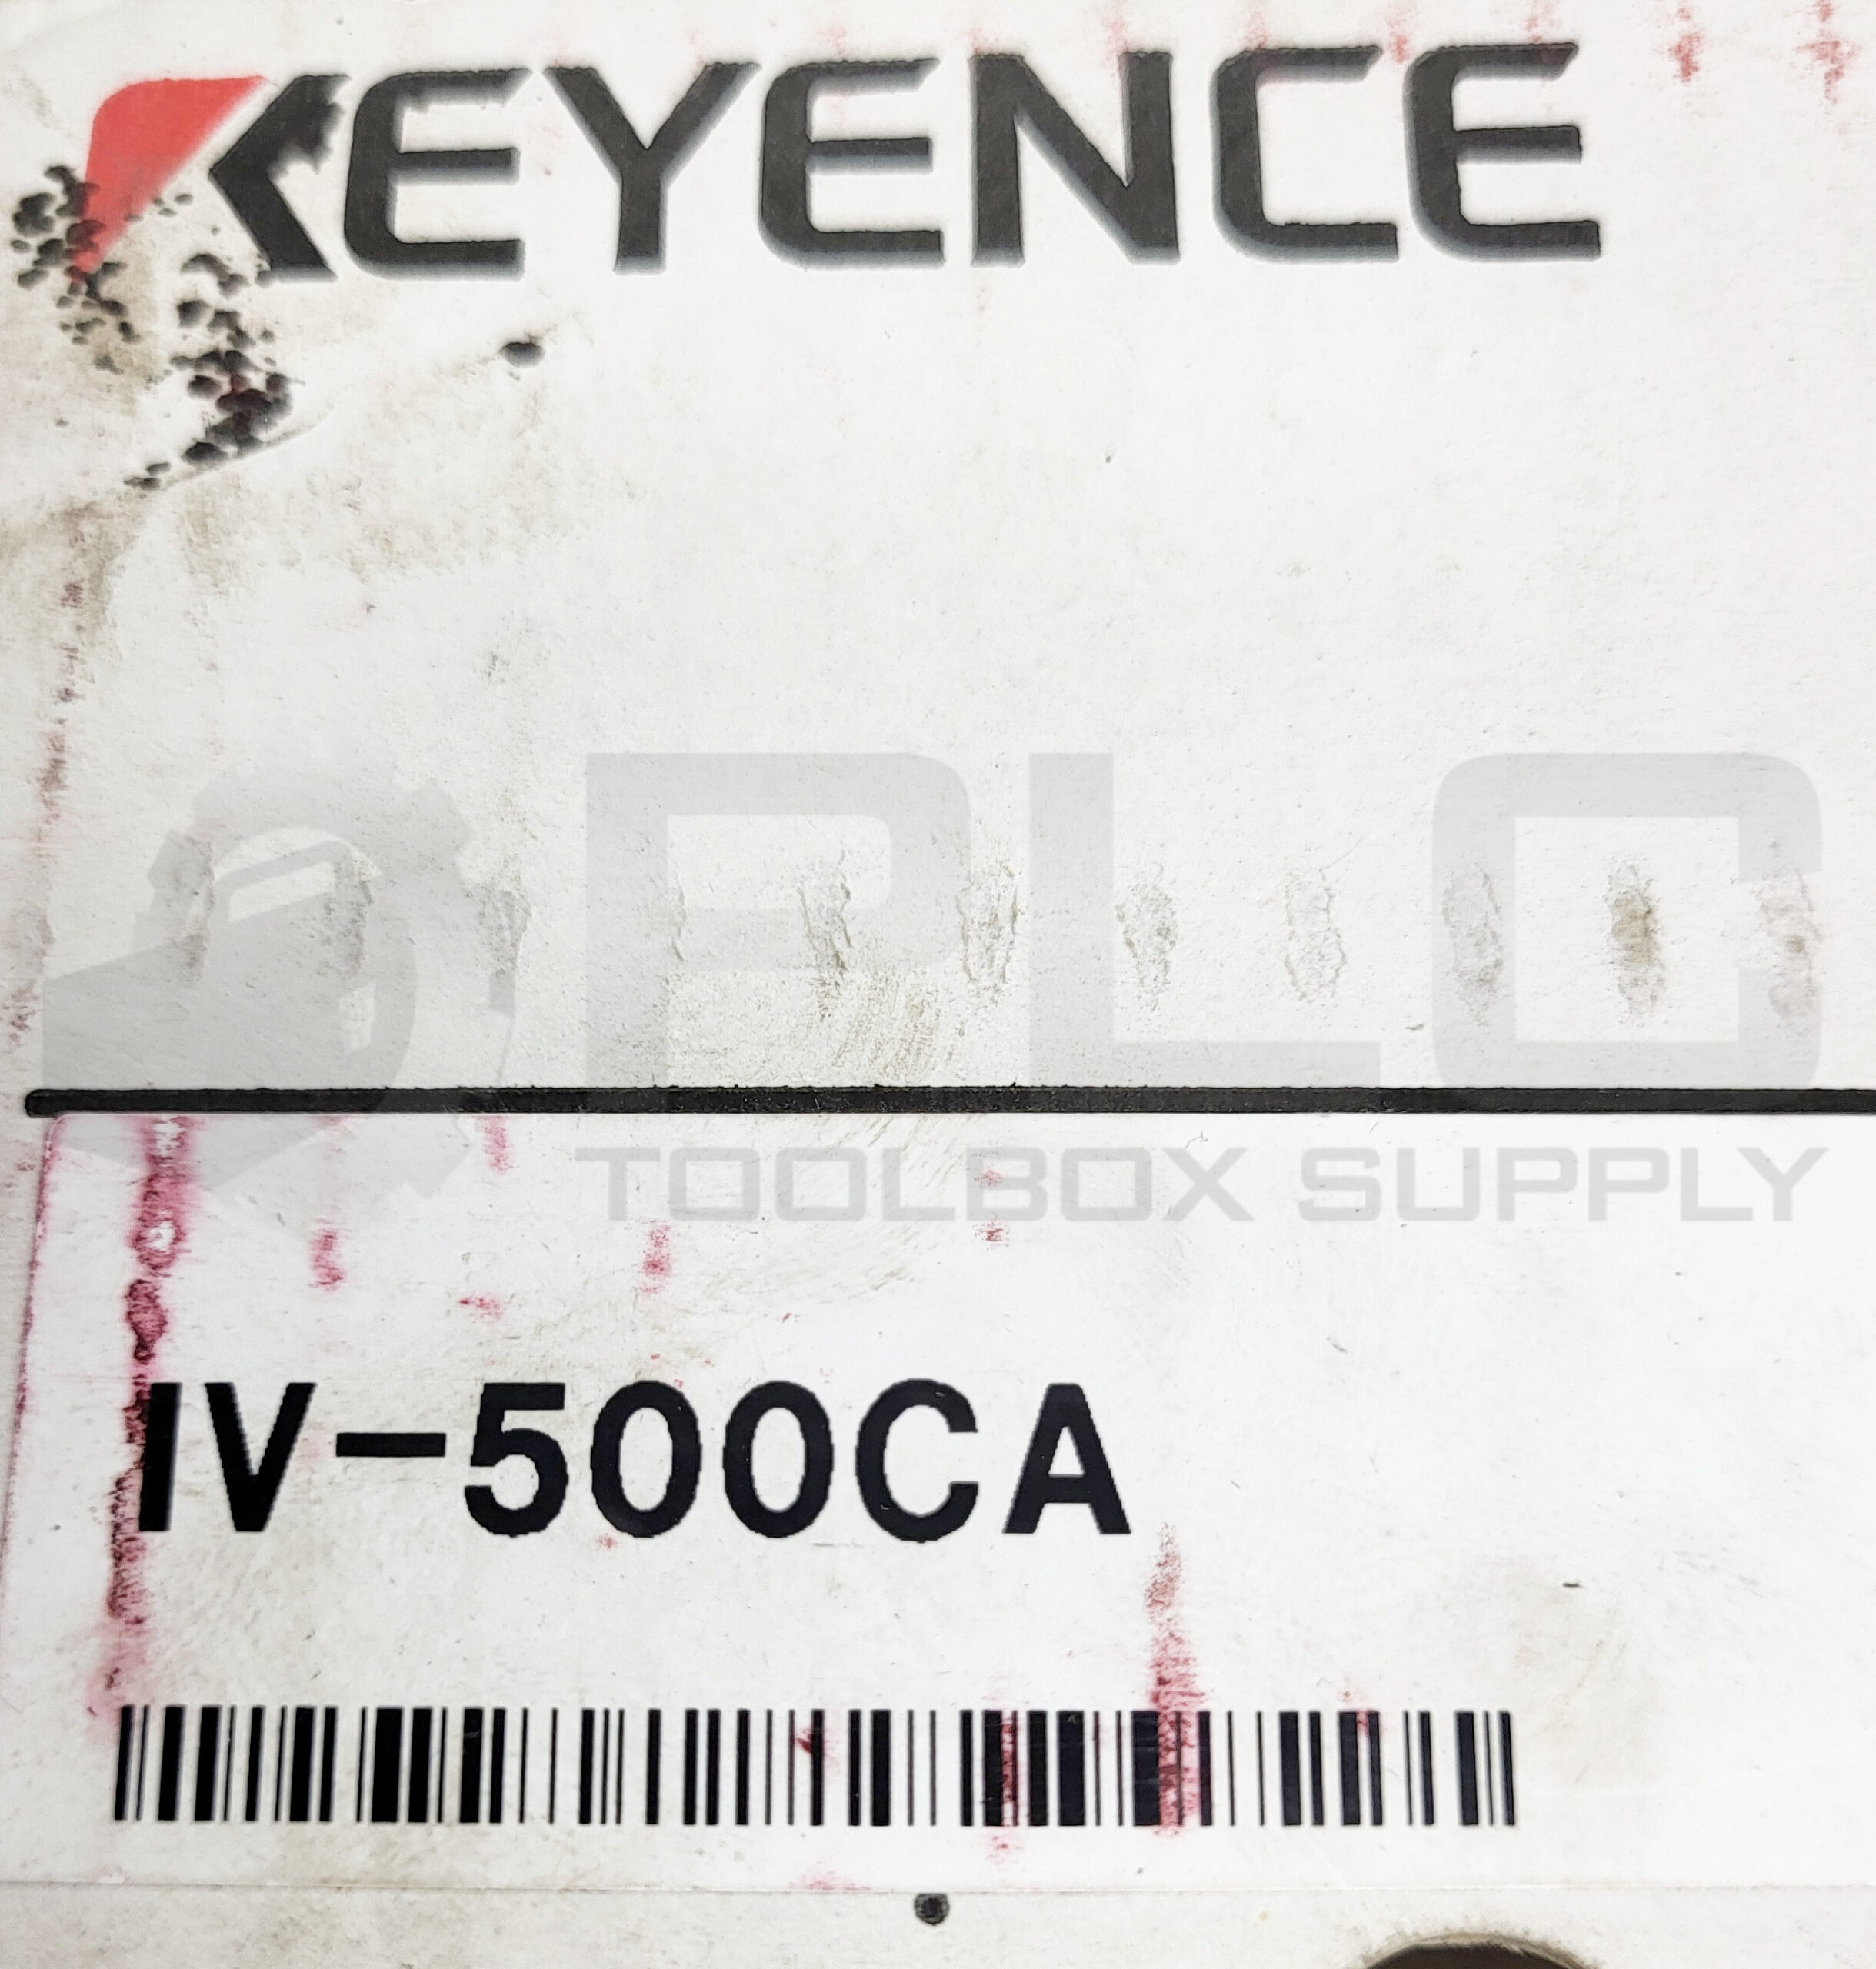 KEYENCE
PLC
TOOLBOX SUPPLY
IV-500CA